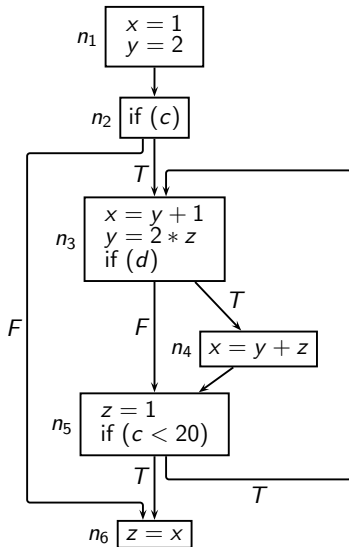 n1
x = 1
y = 2
n2
if (c)
T
n3
x = y + 1
y = 2 ∗ z
if (d)
T
F
F
n4
x = y + z
n5
z = 1
if (c < 20)
T
T
n6
z = x